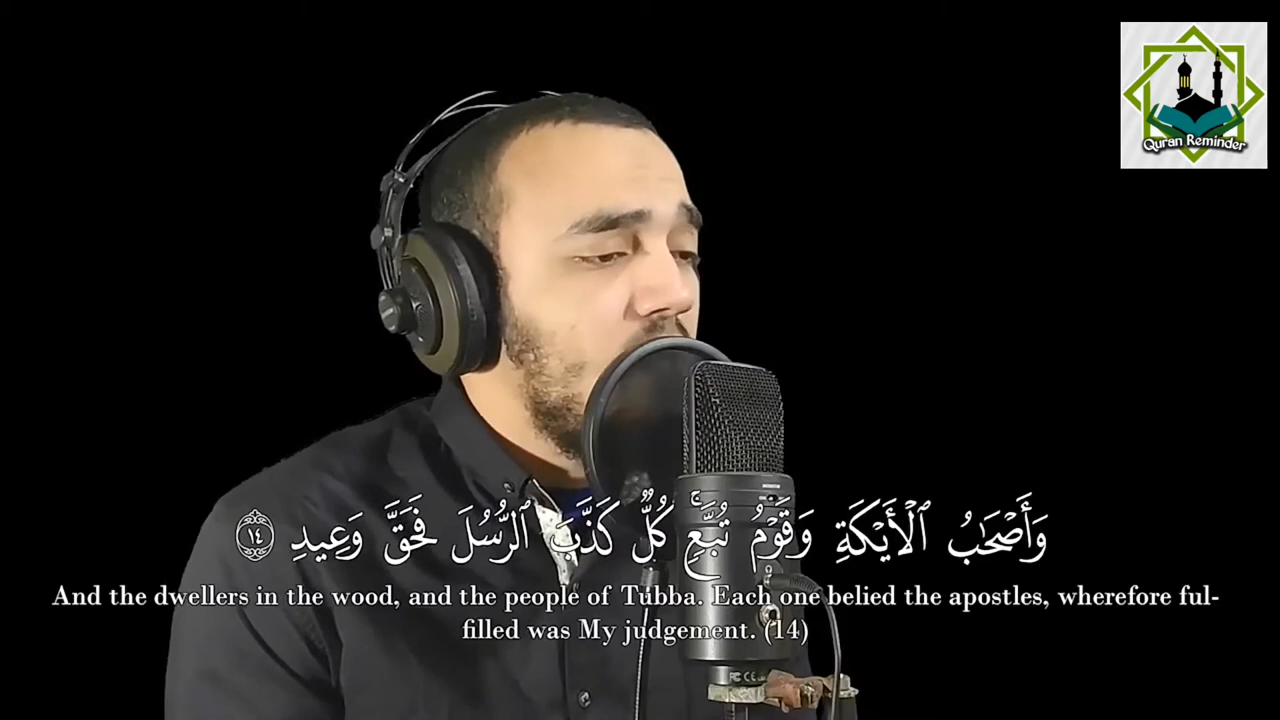 Quran Reminder
وَأَصْحَٰبُ ٱلْأَيْكَةِ وَقَوْمُ تُبَّعٍ ۚ كُلٌّ كَذَّبَ ٱلرُّسُلَ فَحَقَّ وَعِيدِ ١٤
And the dwellers in the wood, and the people of Tubba. Each one belied the apostles, wherefore ful-
filled was My judgement. (14)